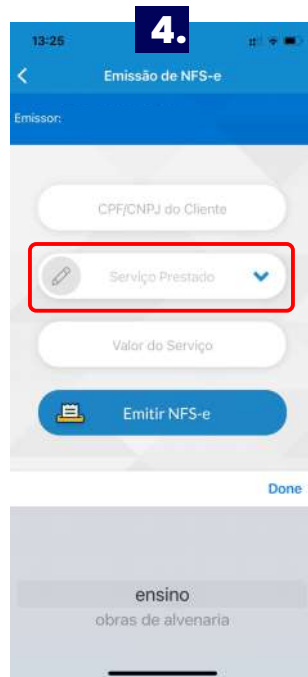 4.
13:25
Emissão de NFS-e
Emissor:
CPF/CNPJ do Cliente
Serviço Prestado
Valor do Serviço
Emitir NFS-e
Done
ensino
obras de alvenaria